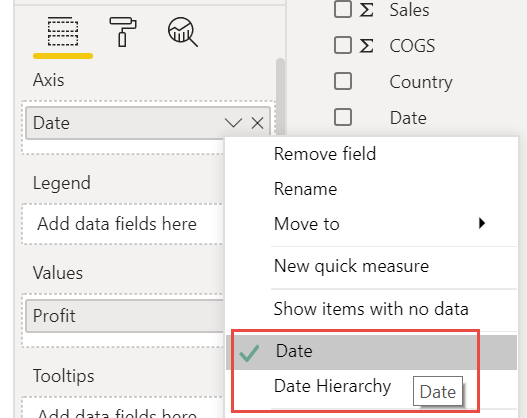 Axis
Date
Legend
Add data fields here
Values
Profit
Tooltips
Add data fields here
Σ Sales
Σ COGS
Country
Date
Remove field
Rename
Move to
New quick measure
Show items with no data
Date
Date Hierarchy
Date